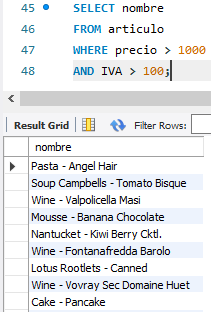 45 SELECT nombre
46 FROM articulo
47 WHERE precio > 1000
48 AND IVA > 100;
Result Grid Filter Rows:
nombre
Pasta - Angel Hair
Soup Campbells - Tomato Bisque
Wine - Valpolicella Masi
Mousse - Banana Chocolate
Nantucket - Kiwi Berry Cktl.
Wine - Fontanafredda Barolo
Lotus Rootlets - Canned
Wine - Vovray Sec Domaine Huet
Cake - Pancake